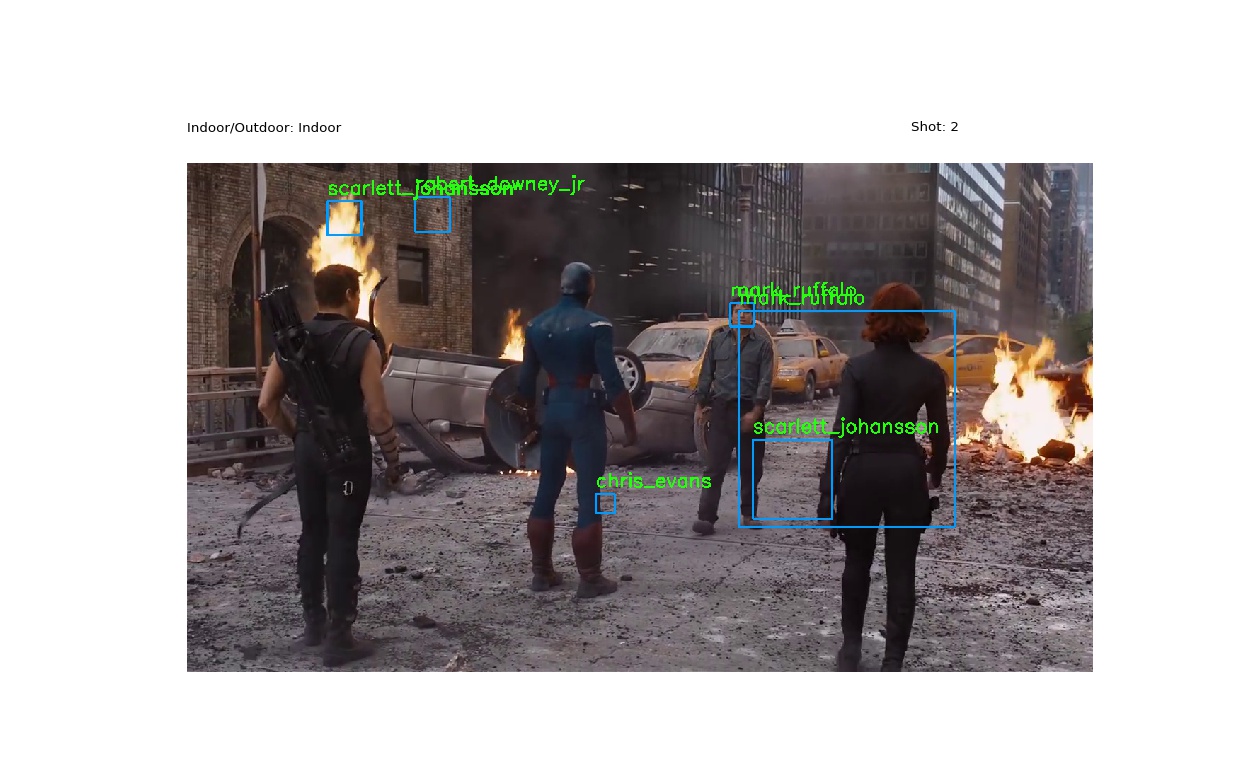 Indoor/Outdoor: Indoor
Shot: 2
scarlett_johansson
robert_downey_jr
mark_ruffalo
mark_ruffalo
scarlett_johansson
chris_evans